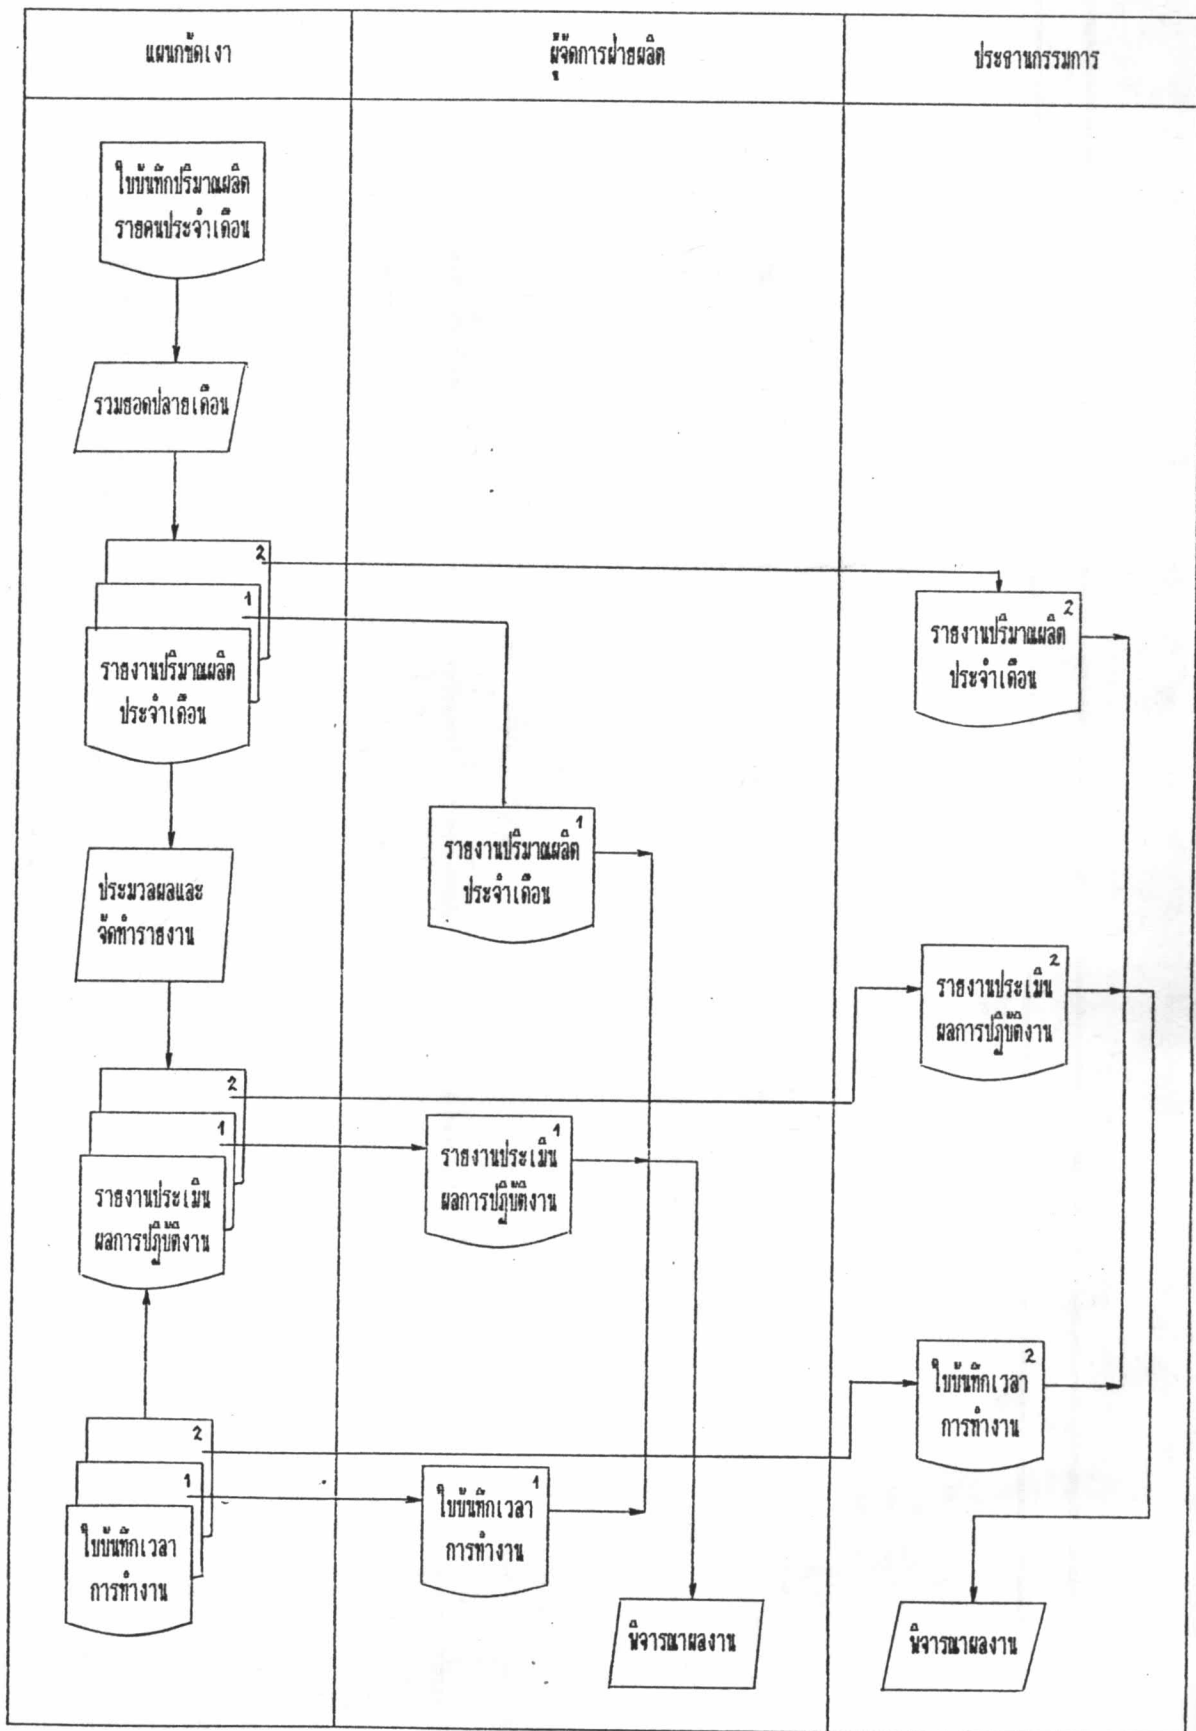 แผนกขัดเงา
ผู้จัดการฝ่ายผลิต
ประธานกรรมการ
ใบบันทึกปริมาณผลิต
รายคนประจำเดือน
รวมยอดปลายเดือน
2
1
รายงานปริมาณผลิต
ประจำเดือน
2
รายงานปริมาณผลิต
ประจำเดือน
1
รายงานปริมาณผลิต
ประจำเดือน
ประมวลผลและ
จัดทำรายงาน
2
รายงานประเมิน
ผลการปฏิบัติงาน
2
1
รายงานประเมิน
ผลการปฏิบัติงาน
1
รายงานประเมิน
ผลการปฏิบัติงาน
2
ใบบันทึกเวลา
การทำงาน
2
1
ใบบันทึกเวลา
การทำงาน
1
ใบบันทึกเวลา
การทำงาน
พิจารณาผลงาน
พิจารณาผลงาน